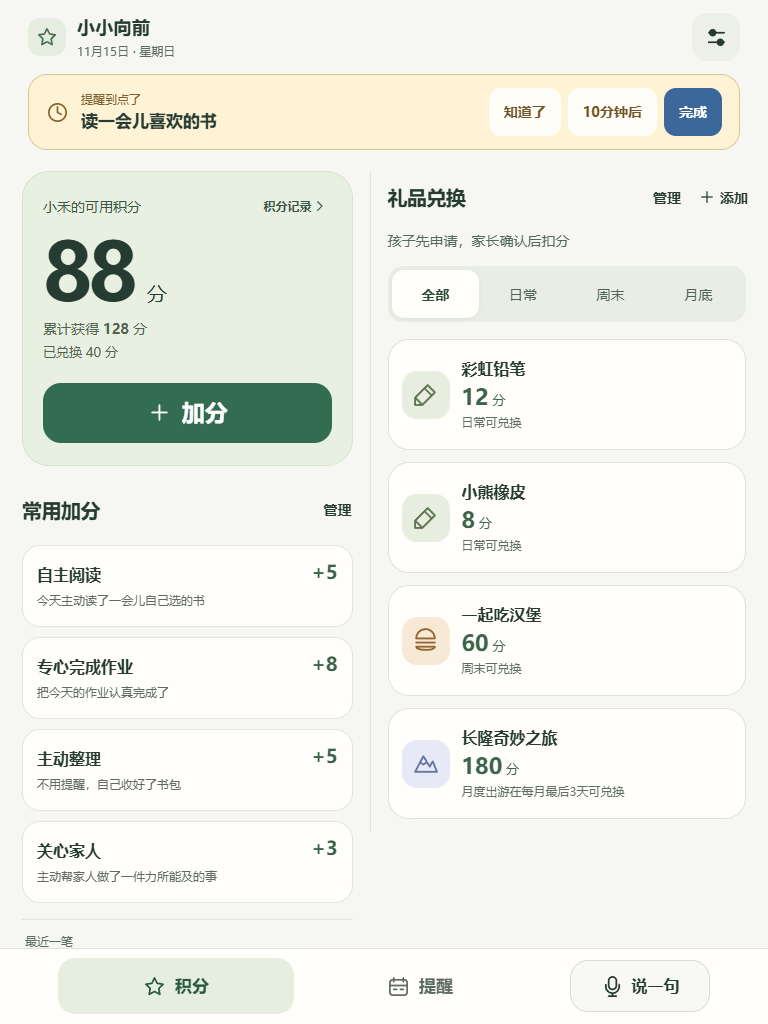 小小向前
11月15日 · 星期日
提醒到点了
读一会儿喜欢的书
知道了
10分钟后
完成
小禾的可用积分
积分记录
88 分
累计获得 128 分
已兑换 40 分
+ 加分
常用加分
管理
自主阅读
+5
今天主动读了一会儿自己选的书
专心完成作业
+8
把今天的作业认真完成了
主动整理
+5
不用提醒，自己收好了书包
关心家人
+3
主动帮家人做了一件力所能及的事
最近一笔
礼品兑换
管理
+ 添加
孩子先申请，家长确认后扣分
全部
日常
周末
月底
彩虹铅笔
12 分
日常可兑换
小熊橡皮
8 分
日常可兑换
一起吃汉堡
60 分
周末可兑换
长隆奇妙之旅
180 分
月度出游在每月最后3天可兑换
积分
提醒
说一句